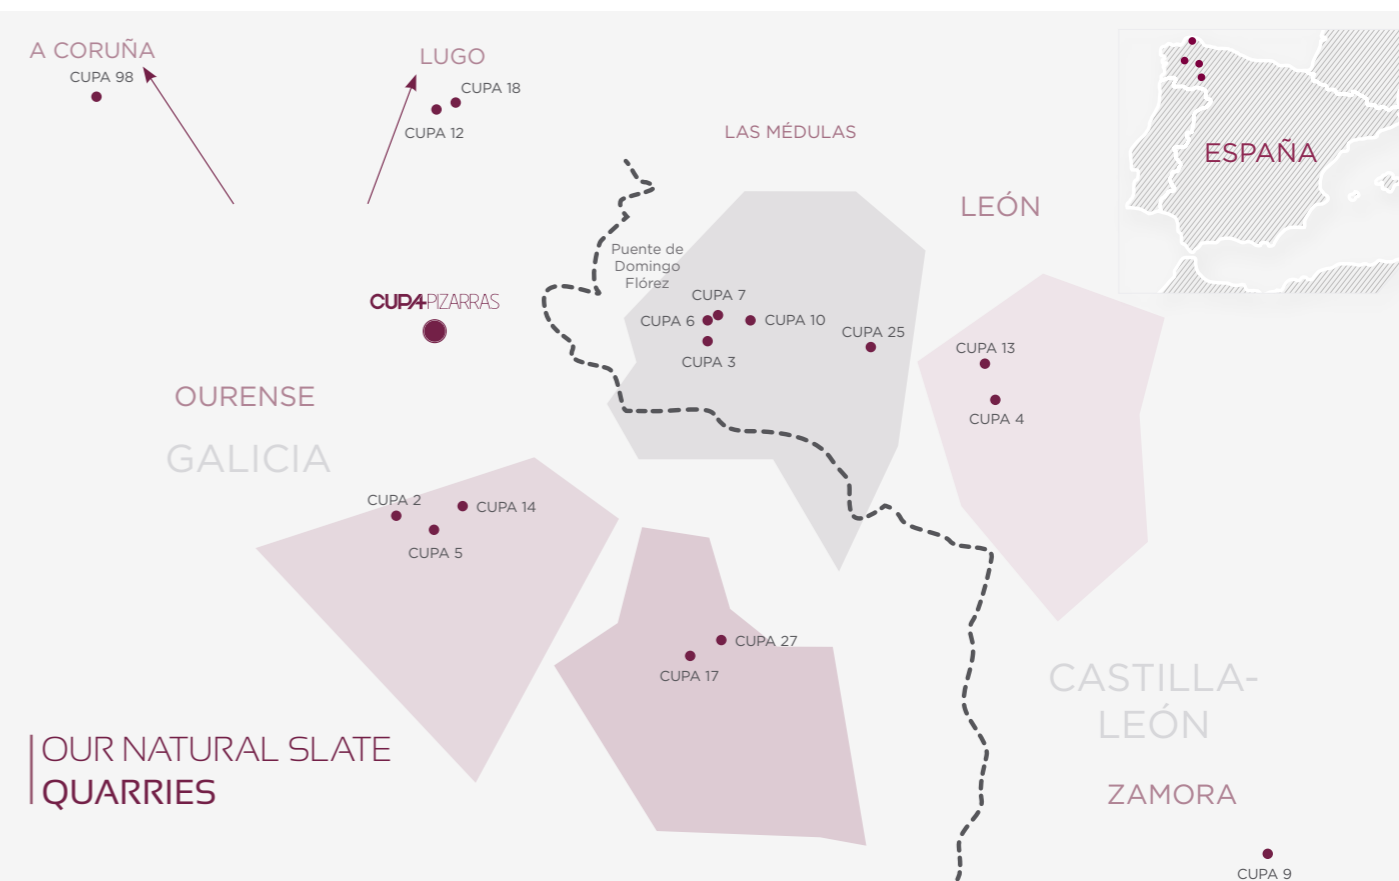 A CORUÑA
CUPA 98
LUGO
CUPA 18
CUPA 12
LAS MÉDULAS
LEÓN
ESPAÑA
Puente de
Domingo
Flórez
CUPA PIZARRAS
CUPA 7
CUPA 6
CUPA 10
CUPA 3
CUPA 25
CUPA 13
CUPA 4
OURENSE
GALICIA
CUPA 2
CUPA 14
CUPA 5
CUPA 27
CUPA 17
CASTILLA-
LEÓN
ZAMORA
CUPA 9
OUR NATURAL SLATE
QUARRIES